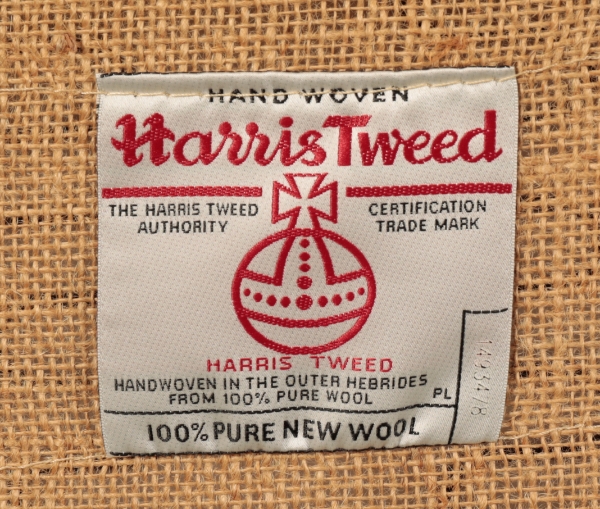 HAND WOVEN
Harris Tweed
THE HARRIS TWEED
AUTHORITY
CERTIFICATION
TRADE MARK
HARRIS TWEED
HANDWOVEN IN THE OUTER HEBRIDES
FROM 100% PURE WOOL
PL
100% PURE NEW WOOL